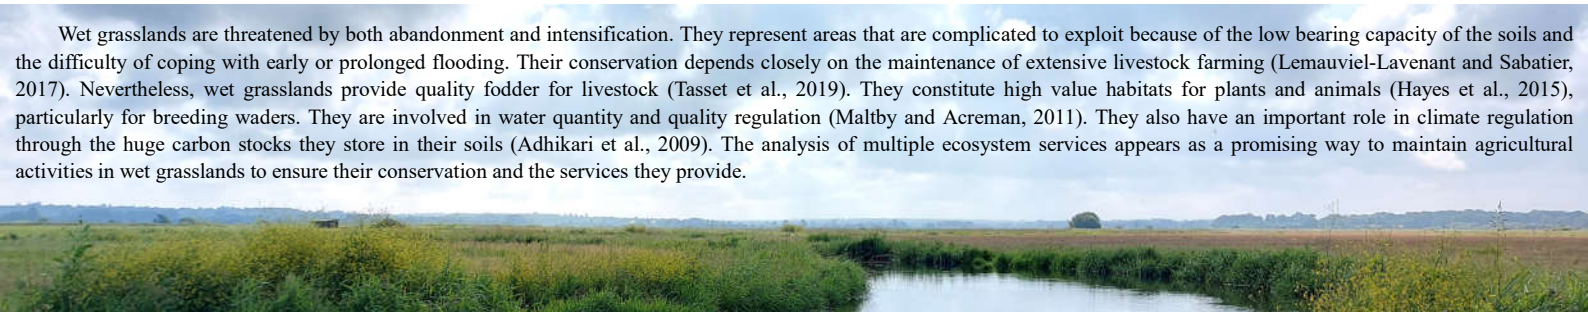 Wet grasslands are threatened by both abandonment and intensification. They represent areas that are complicated to exploit because of the low bearing capacity of the soils and
the difficulty of coping with early or prolonged flooding. Their conservation depends closely on the maintenance of extensive livestock farming (Lemauviel-Lavenant and Sabatier,
2017). Nevertheless, wet grasslands provide quality fodder for livestock (Tasset et al., 2019). They constitute high value habitats for plants and animals (Hayes et al., 2015),
particularly for breeding waders. They are involved in water quantity and quality regulation (Maltby and Acreman, 2011). They also have an important role in climate regulation
through the huge carbon stocks they store in their soils (Adhikari et al., 2009). The analysis of multiple ecosystem services appears as a promising way to maintain agricultural
activities in wet grasslands to ensure their conservation and the services they provide.